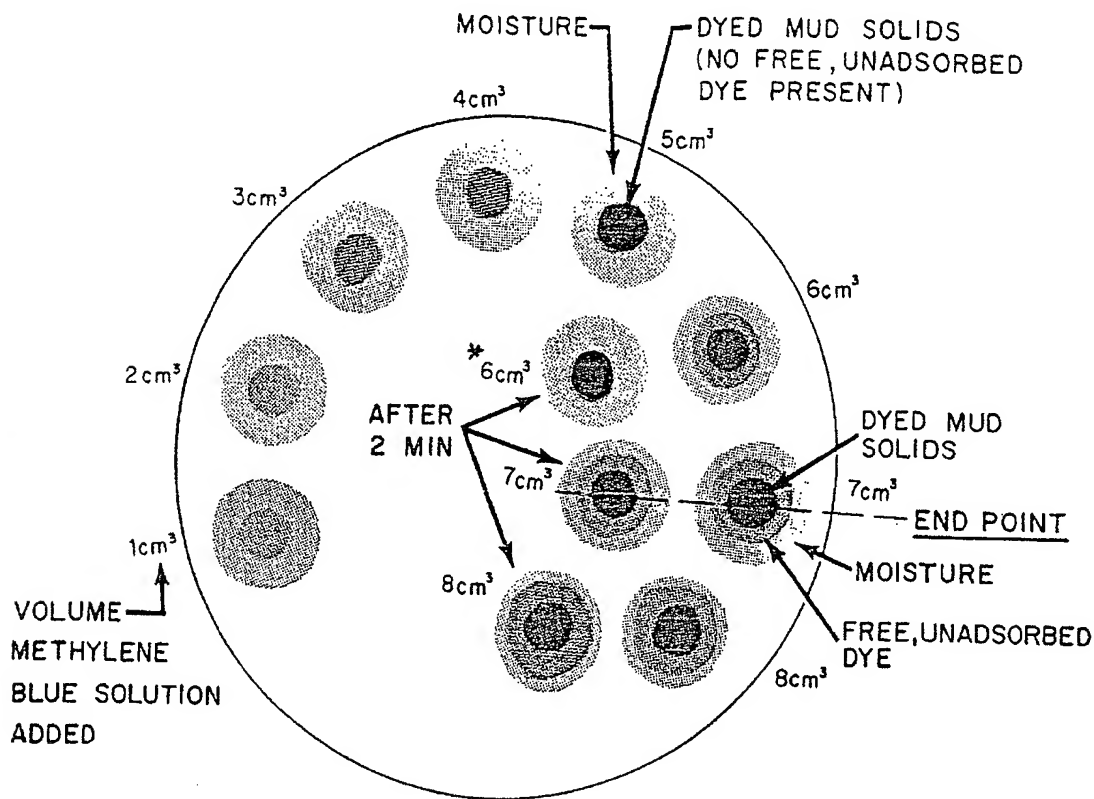 MOISTURE
DYED MUD SOLIDS
(NO FREE, UNADSORBED
DYE PRESENT)
4cm³
5cm³
3cm³
6cm³
2cm³
*6cm³
AFTER
2 MIN
DYED MUD
SOLIDS
7cm³
7cm³
END POINT
1cm³
MOISTURE
8cm³
VOLUME
METHYLENE
BLUE SOLUTION
ADDED
FREE, UNADSORBED
DYE
8cm³